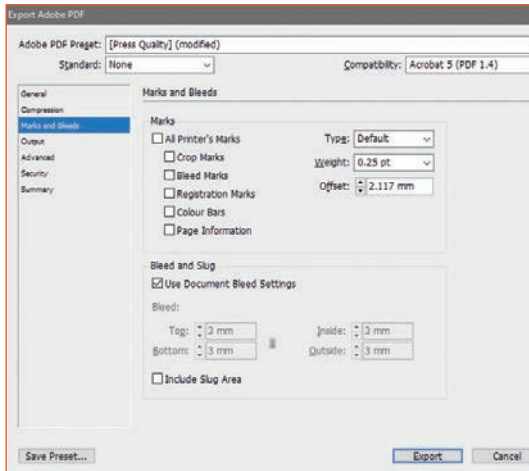 Export Adobe PDF
Adobe PDF Preset: [Press Quality] (modified)
Standard: None Compatibility: Acrobat 5 (PDF 1.4)
General
Compression
Marks and Bleeds
Output
Advanced
Security
Summary
Marks and Bleeds
Marks
All Printer's Marks
Crop Marks
Bleed Marks
Registration Marks
Colour Bars
Page Information
Type: Default
Weight: 0.25 pt
Offset: 2.117 mm
Bleed and Slug
Use Document Bleed Settings
Bleed:
Top: 3 mm Inside: 3 mm
Bottom: 3 mm Outside: 3 mm
Include Slug Area
Save Preset... Export Cancel